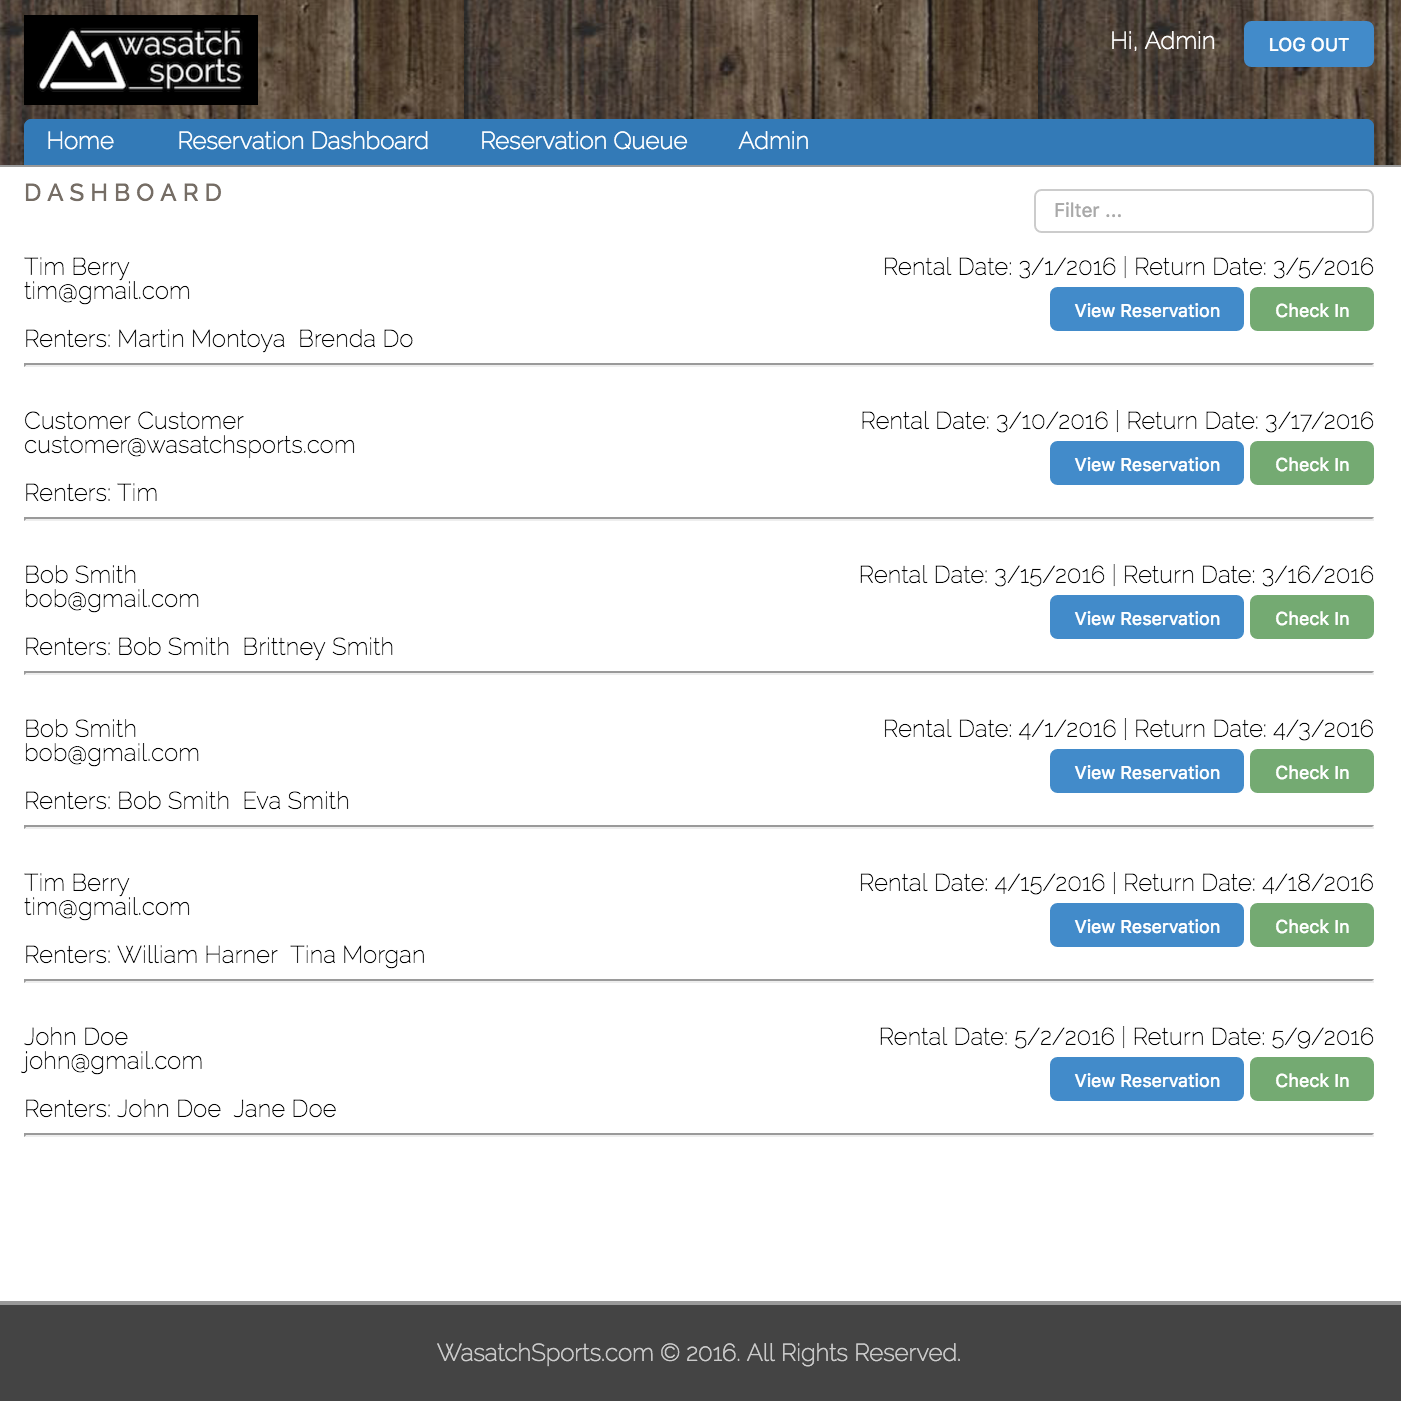 wasatch
sports
Hi, Admin
LOG OUT
Home Reservation Dashboard Reservation Queue Admin
DASHBOARD
Filter ...
Tim Berry
tim@gmail.com
Rental Date: 3/1/2016 | Return Date: 3/5/2016
View Reservation Check In
Renters: Martin Montoya Brenda Do
Customer Customer
customer@wasatchsports.com
Rental Date: 3/10/2016 | Return Date: 3/17/2016
View Reservation Check In
Renters: Tim
Bob Smith
bob@gmail.com
Rental Date: 3/15/2016 | Return Date: 3/16/2016
View Reservation Check In
Renters: Bob Smith Brittney Smith
Bob Smith
bob@gmail.com
Rental Date: 4/1/2016 | Return Date: 4/3/2016
View Reservation Check In
Renters: Bob Smith Eva Smith
Tim Berry
tim@gmail.com
Rental Date: 4/15/2016 | Return Date: 4/18/2016
View Reservation Check In
Renters: William Harner Tina Morgan
John Doe
john@gmail.com
Rental Date: 5/2/2016 | Return Date: 5/9/2016
View Reservation Check In
Renters: John Doe Jane Doe
WasatchSports.com © 2016. All Rights Reserved.